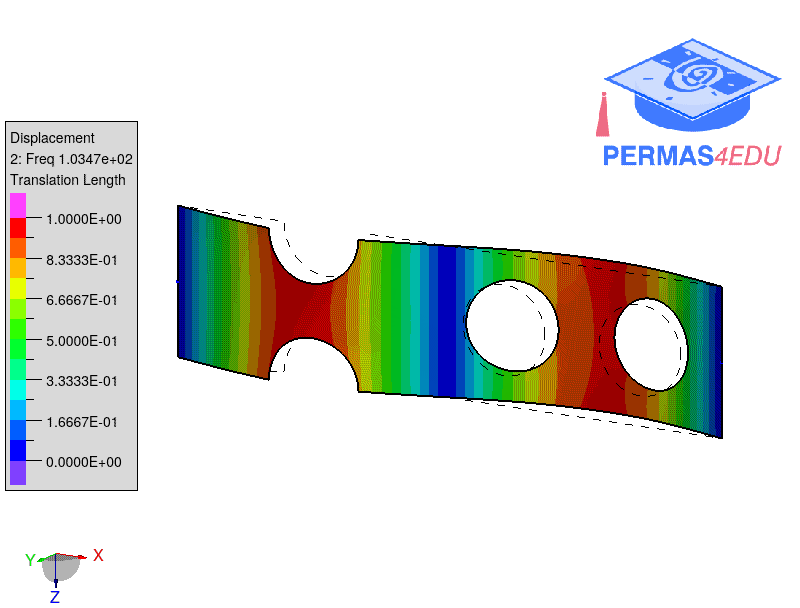 PERMAS4EDU
Displacement
2: Freq 1.0347e+02
Translation Length
1.0000E+00
8.3333E-01
6.6667E-01
5.0000E-01
3.3333E-01
1.6667E-01
0.0000E+00
Y
X
Z